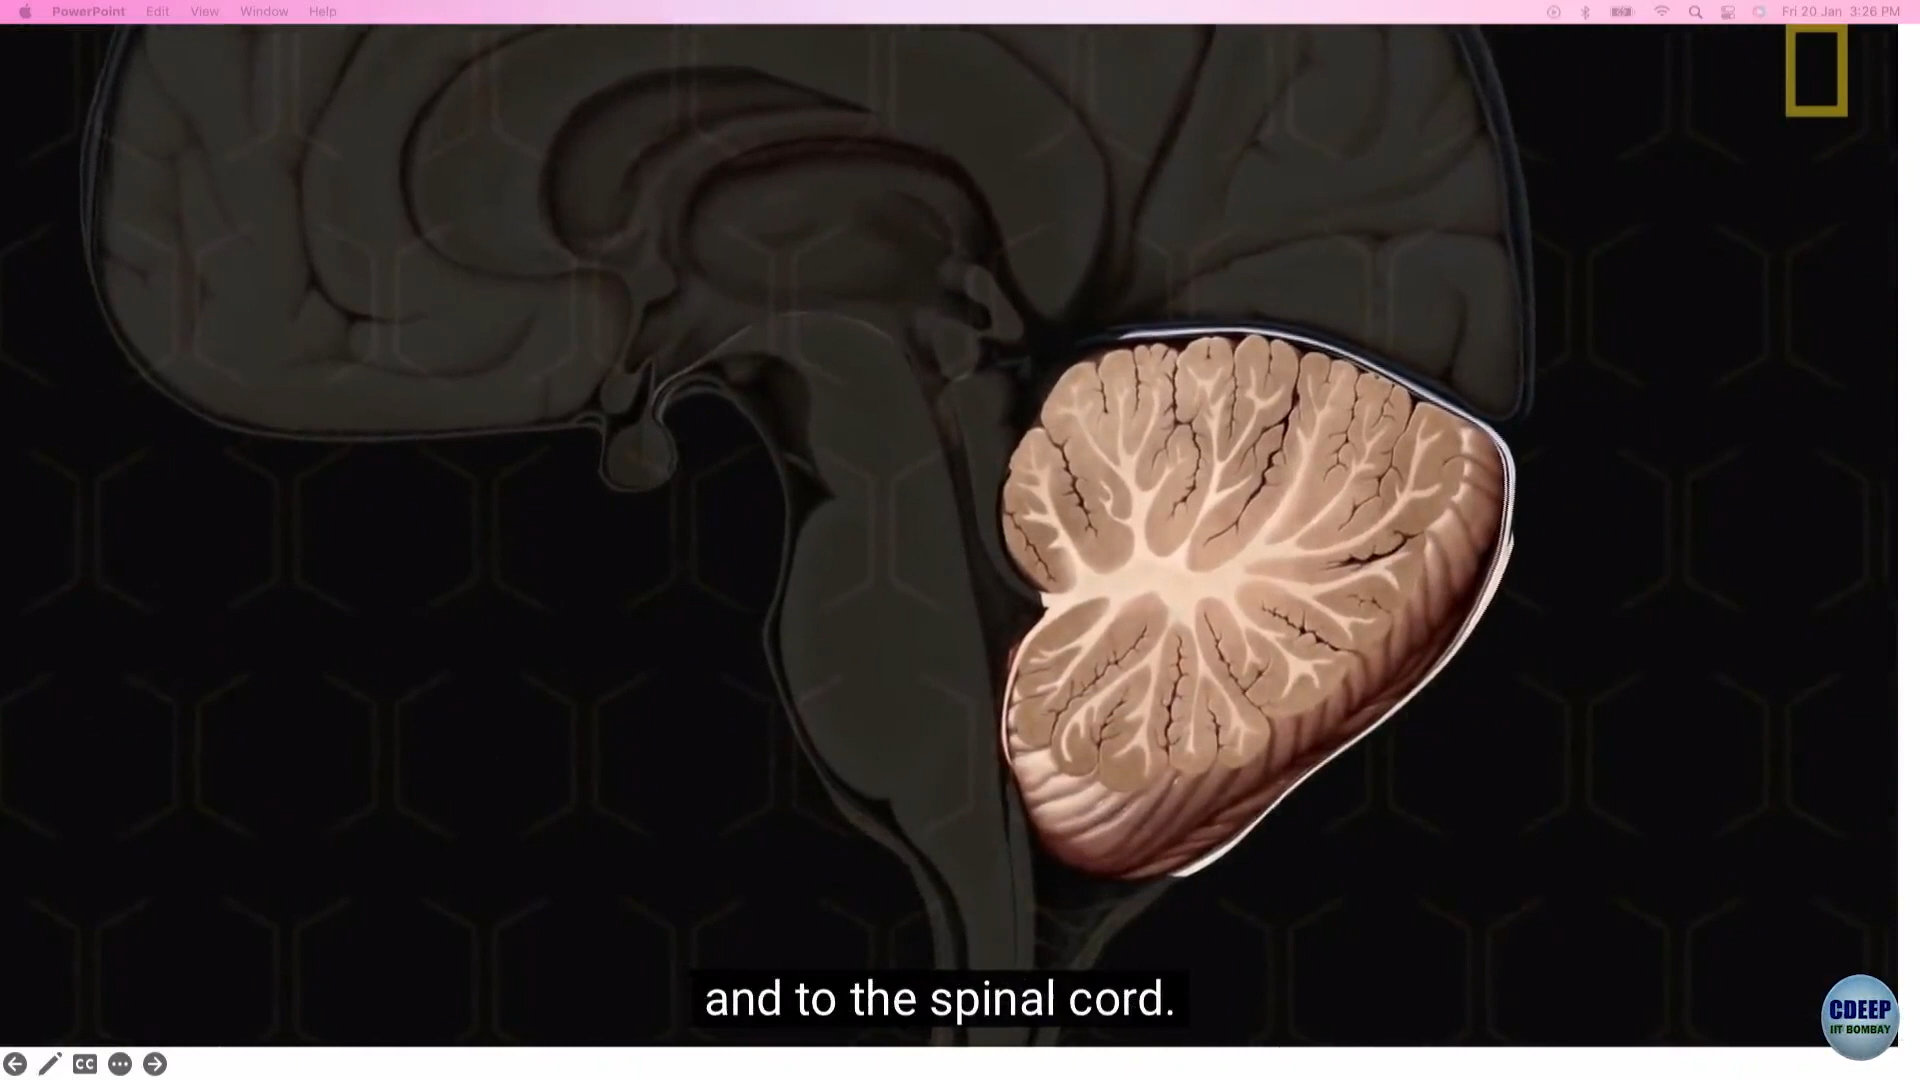 PowerPoint Edit View Window Help Fri 20 Jan 3:26 PM
and to the spinal cord.
CDEEP
IIT BOMBAY
CC